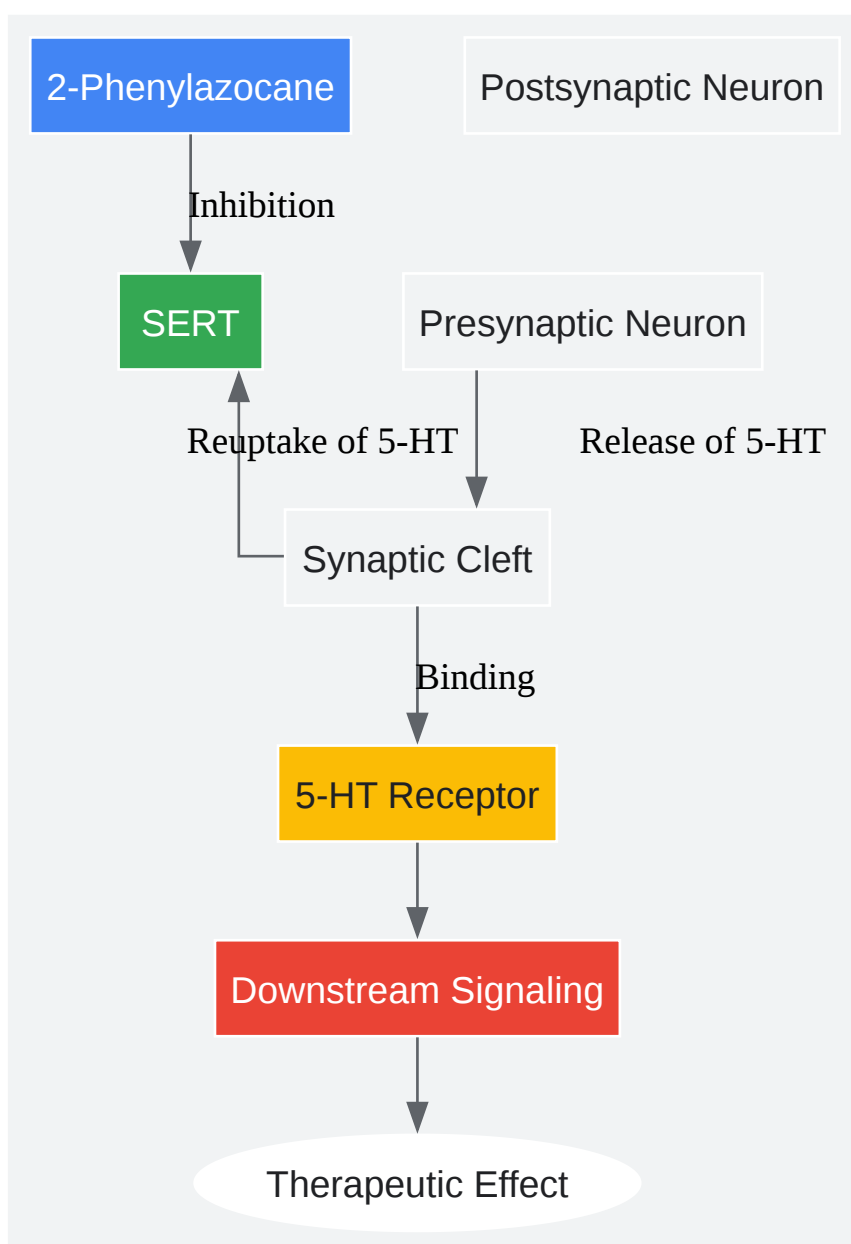 2-Phenylazocane
Postsynaptic Neuron
Inhibition
SERT
Presynaptic Neuron
Reuptake of 5-HT
Release of 5-HT
Synaptic Cleft
Binding
5-HT Receptor
Downstream Signaling
Therapeutic Effect